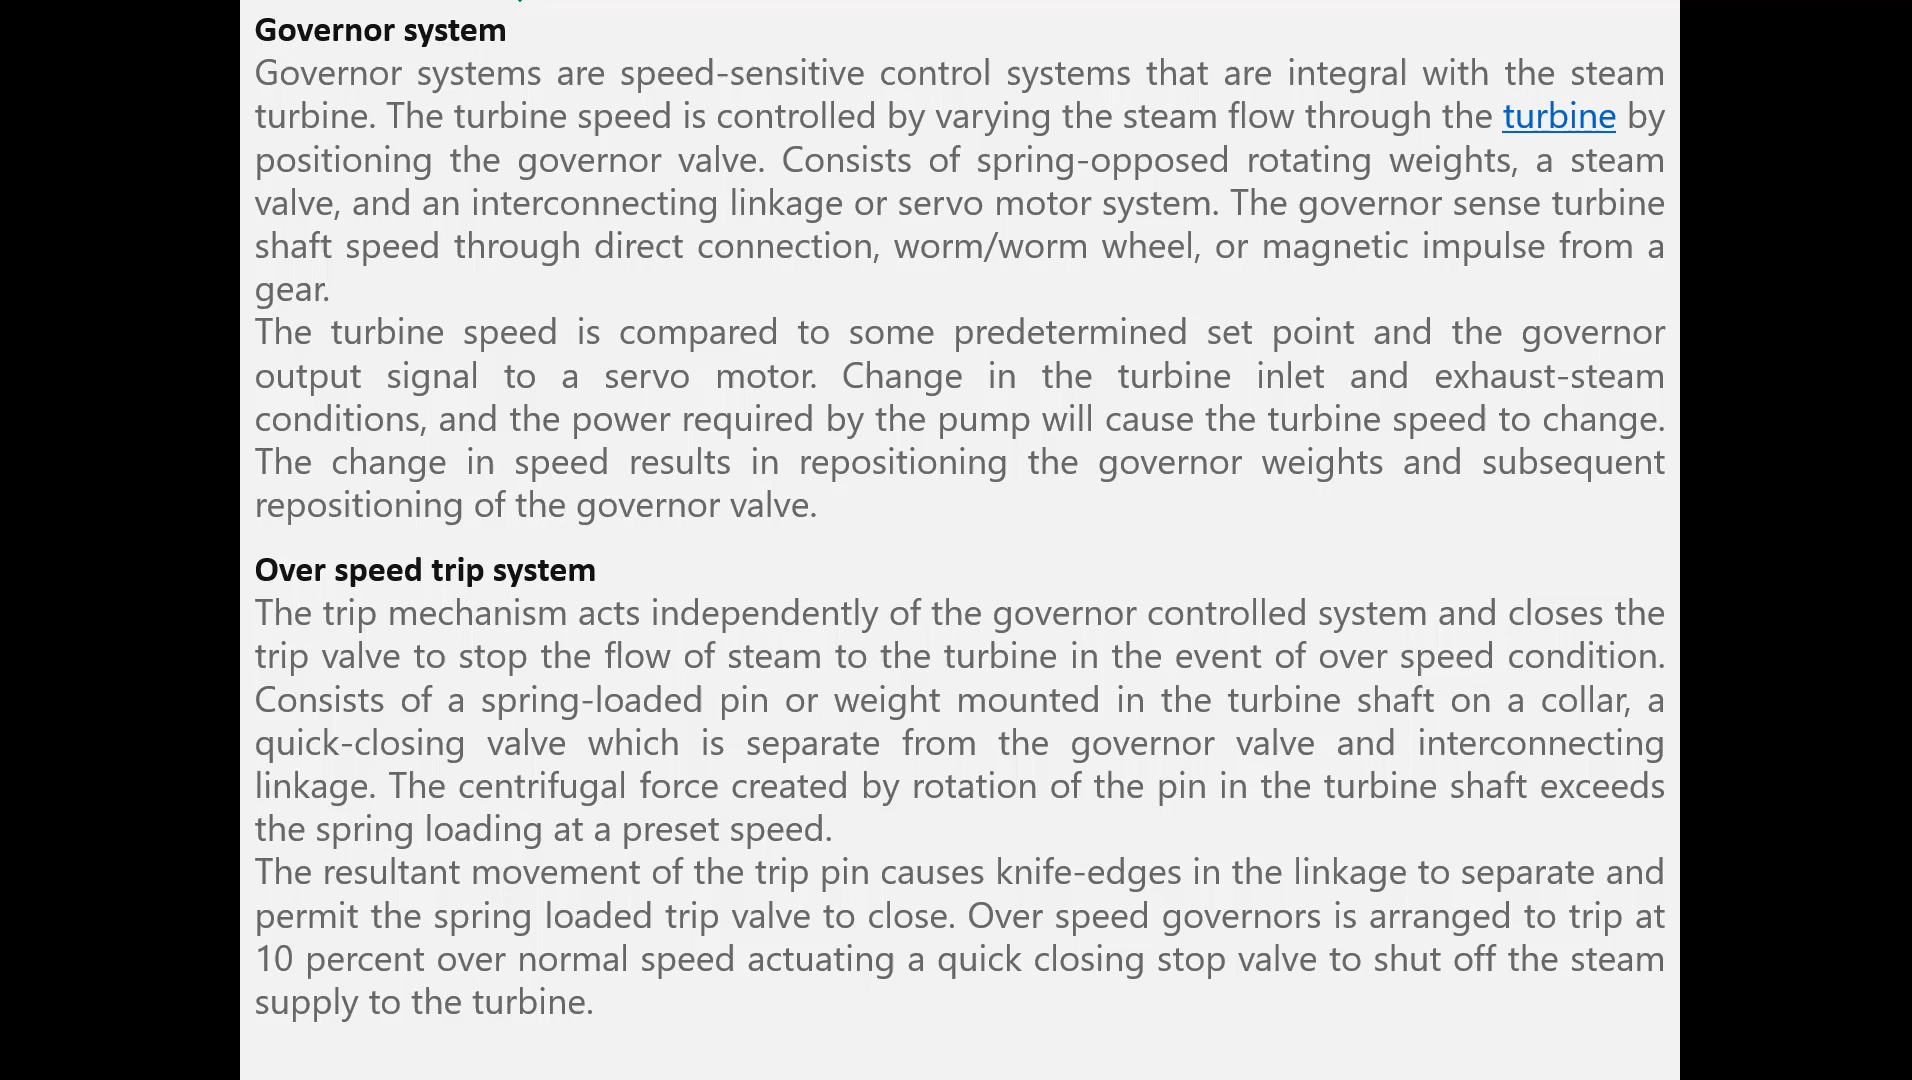 Governor system
Governor systems are speed-sensitive control systems that are integral with the steam
turbine. The turbine speed is controlled by varying the steam flow through the turbine by
positioning the governor valve. Consists of spring-opposed rotating weights, a steam
valve, and an interconnecting linkage or servo motor system. The governor sense turbine
shaft speed through direct connection, worm/worm wheel, or magnetic impulse from a
gear.
The turbine speed is compared to some predetermined set point and the governor
output signal to a servo motor. Change in the turbine inlet and exhaust-steam
conditions, and the power required by the pump will cause the turbine speed to change.
The change in speed results in repositioning the governor weights and subsequent
repositioning of the governor valve.
Over speed trip system
The trip mechanism acts independently of the governor controlled system and closes the
trip valve to stop the flow of steam to the turbine in the event of over speed condition.
Consists of a spring-loaded pin or weight mounted in the turbine shaft on a collar, a
quick-closing valve which is separate from the governor valve and interconnecting
linkage. The centrifugal force created by rotation of the pin in the turbine shaft exceeds
the spring loading at a preset speed.
The resultant movement of the trip pin causes knife-edges in the linkage to separate and
permit the spring loaded trip valve to close. Over speed governors is arranged to trip at
10 percent over normal speed actuating a quick closing stop valve to shut off the steam
supply to the turbine.